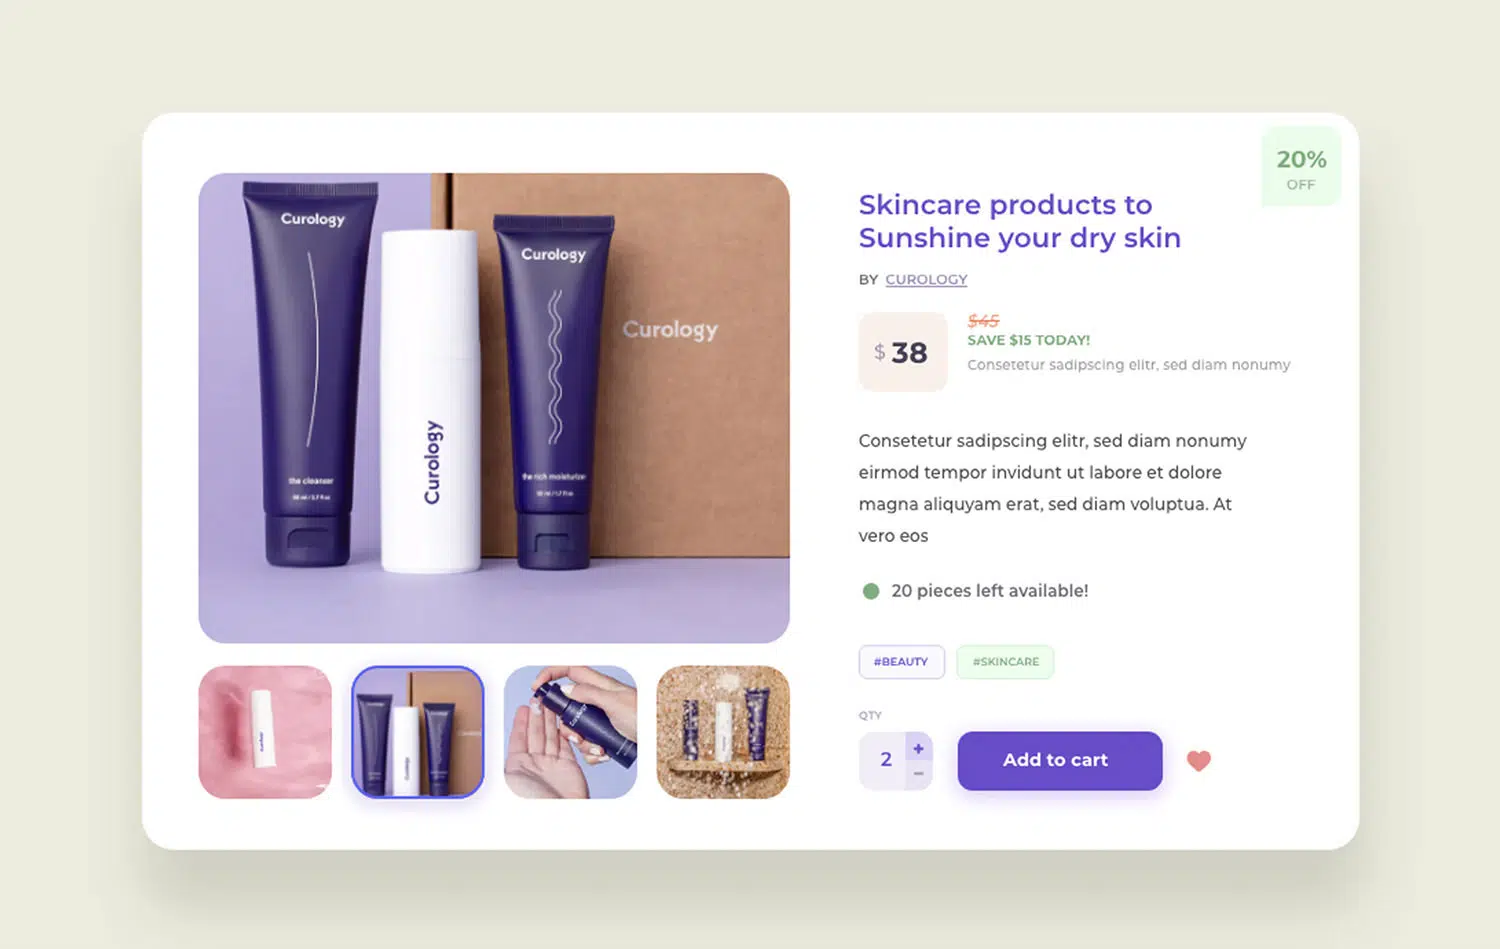 20%
OFF
Curology
Curology
Curology
Curology
the cleanser
the rich moisturizer
Skincare products to
Sunshine your dry skin
BY CUROLOGY
$45
$ 38
SAVE $15 TODAY!
Consetetur sadipscing elitr, sed diam nonumy
Consetetur sadipscing elitr, sed diam nonumy
eirmod tempor invidunt ut labore et dolore
magna aliquyam erat, sed diam voluptua. At
vero eos
20 pieces left available!
#BEAUTY #SKINCARE
QTY
2 + −
Add to cart